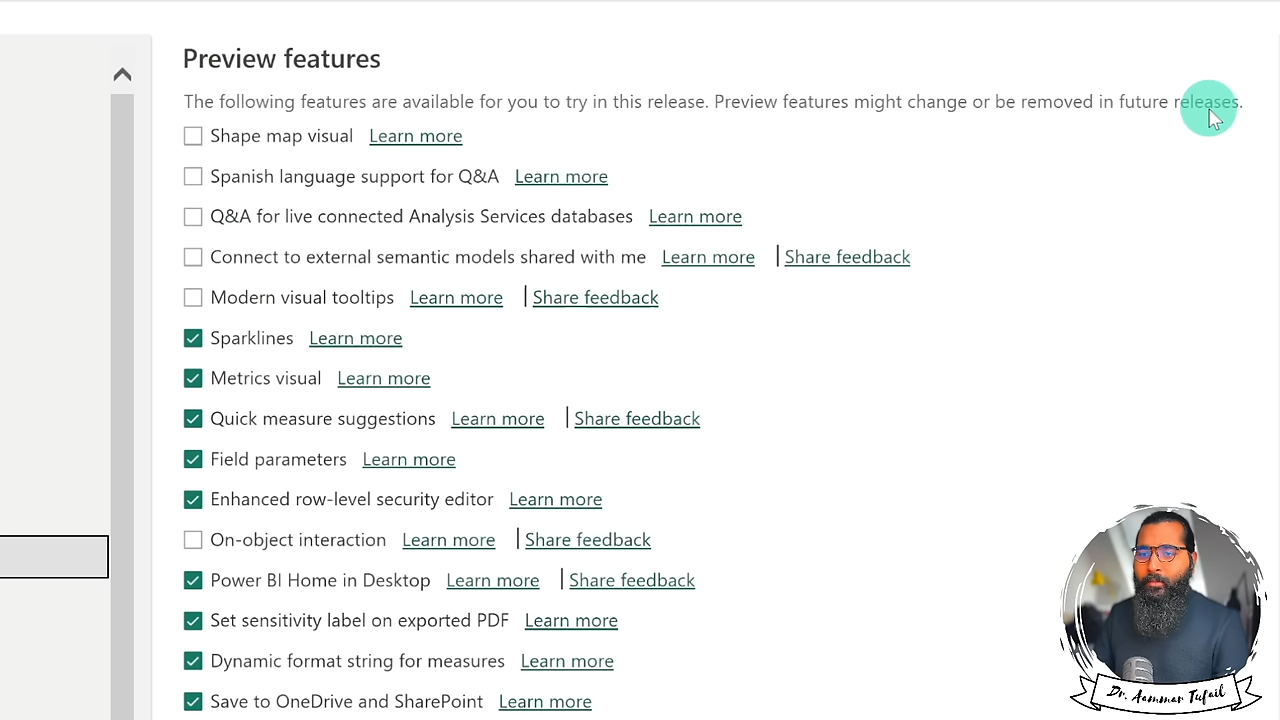 Preview features
The following features are available for you to try in this release. Preview features might change or be removed in future releases.
Shape map visual Learn more
Spanish language support for Q&A Learn more
Q&A for live connected Analysis Services databases Learn more
Connect to external semantic models shared with me Learn more | Share feedback
Modern visual tooltips Learn more | Share feedback
Sparklines Learn more
Metrics visual Learn more
Quick measure suggestions Learn more | Share feedback
Field parameters Learn more
Enhanced row-level security editor Learn more
On-object interaction Learn more | Share feedback
Power BI Home in Desktop Learn more | Share feedback
Set sensitivity label on exported PDF Learn more
Dynamic format string for measures Learn more
Save to OneDrive and SharePoint Learn more
Dr. Aammar Tufail